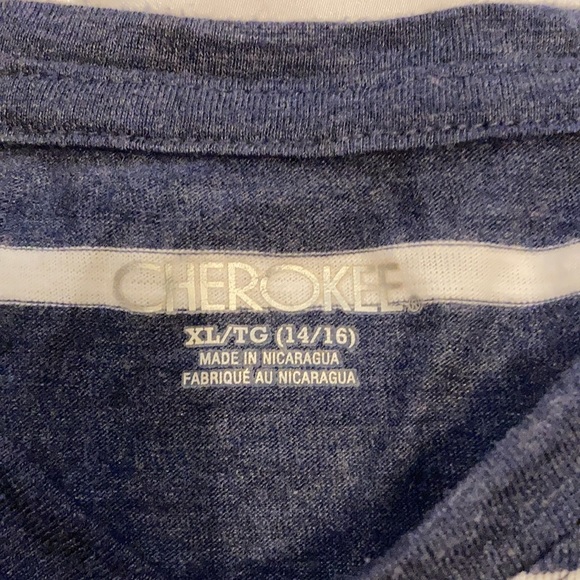 CHEROKEE®
XL/TG (14/16)
MADE IN NICARAGUA
FABRIQUÉ AU NICARAGUA